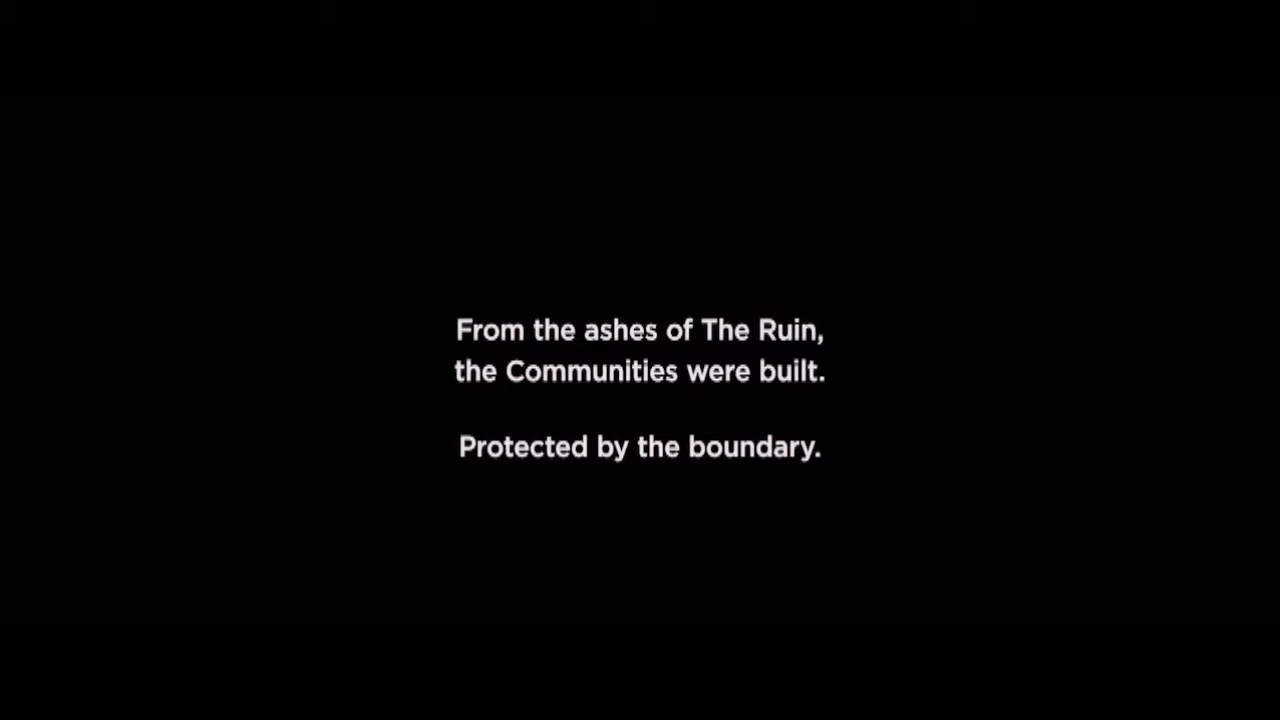 From the ashes of The Ruin,
the Communities were built.
Protected by the boundary.